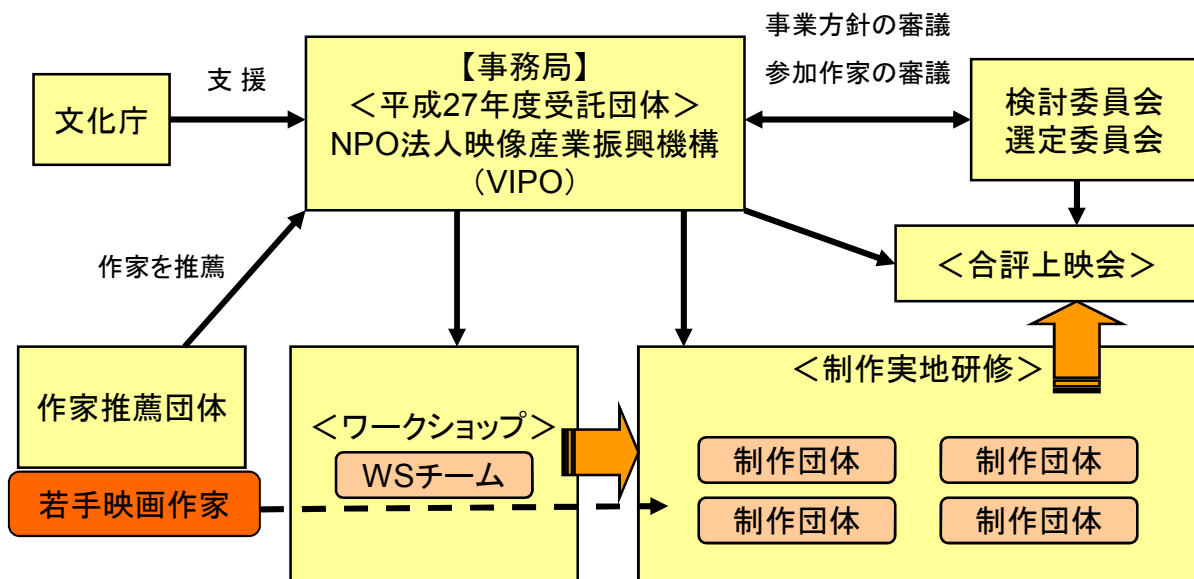 事業方針の審議
参加作家の審議
支 援
文化庁
【事務局】
＜平成27年度受託団体＞
NPO法人映像産業振興機構
（VIPO）
検討委員会
選定委員会
作家を推薦
＜合評上映会＞
作家推薦団体
若手映画作家
＜ワークショップ＞
WSチーム
＜制作実地研修＞
制作団体
制作団体
制作団体
制作団体